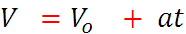 V = Vₒ + at